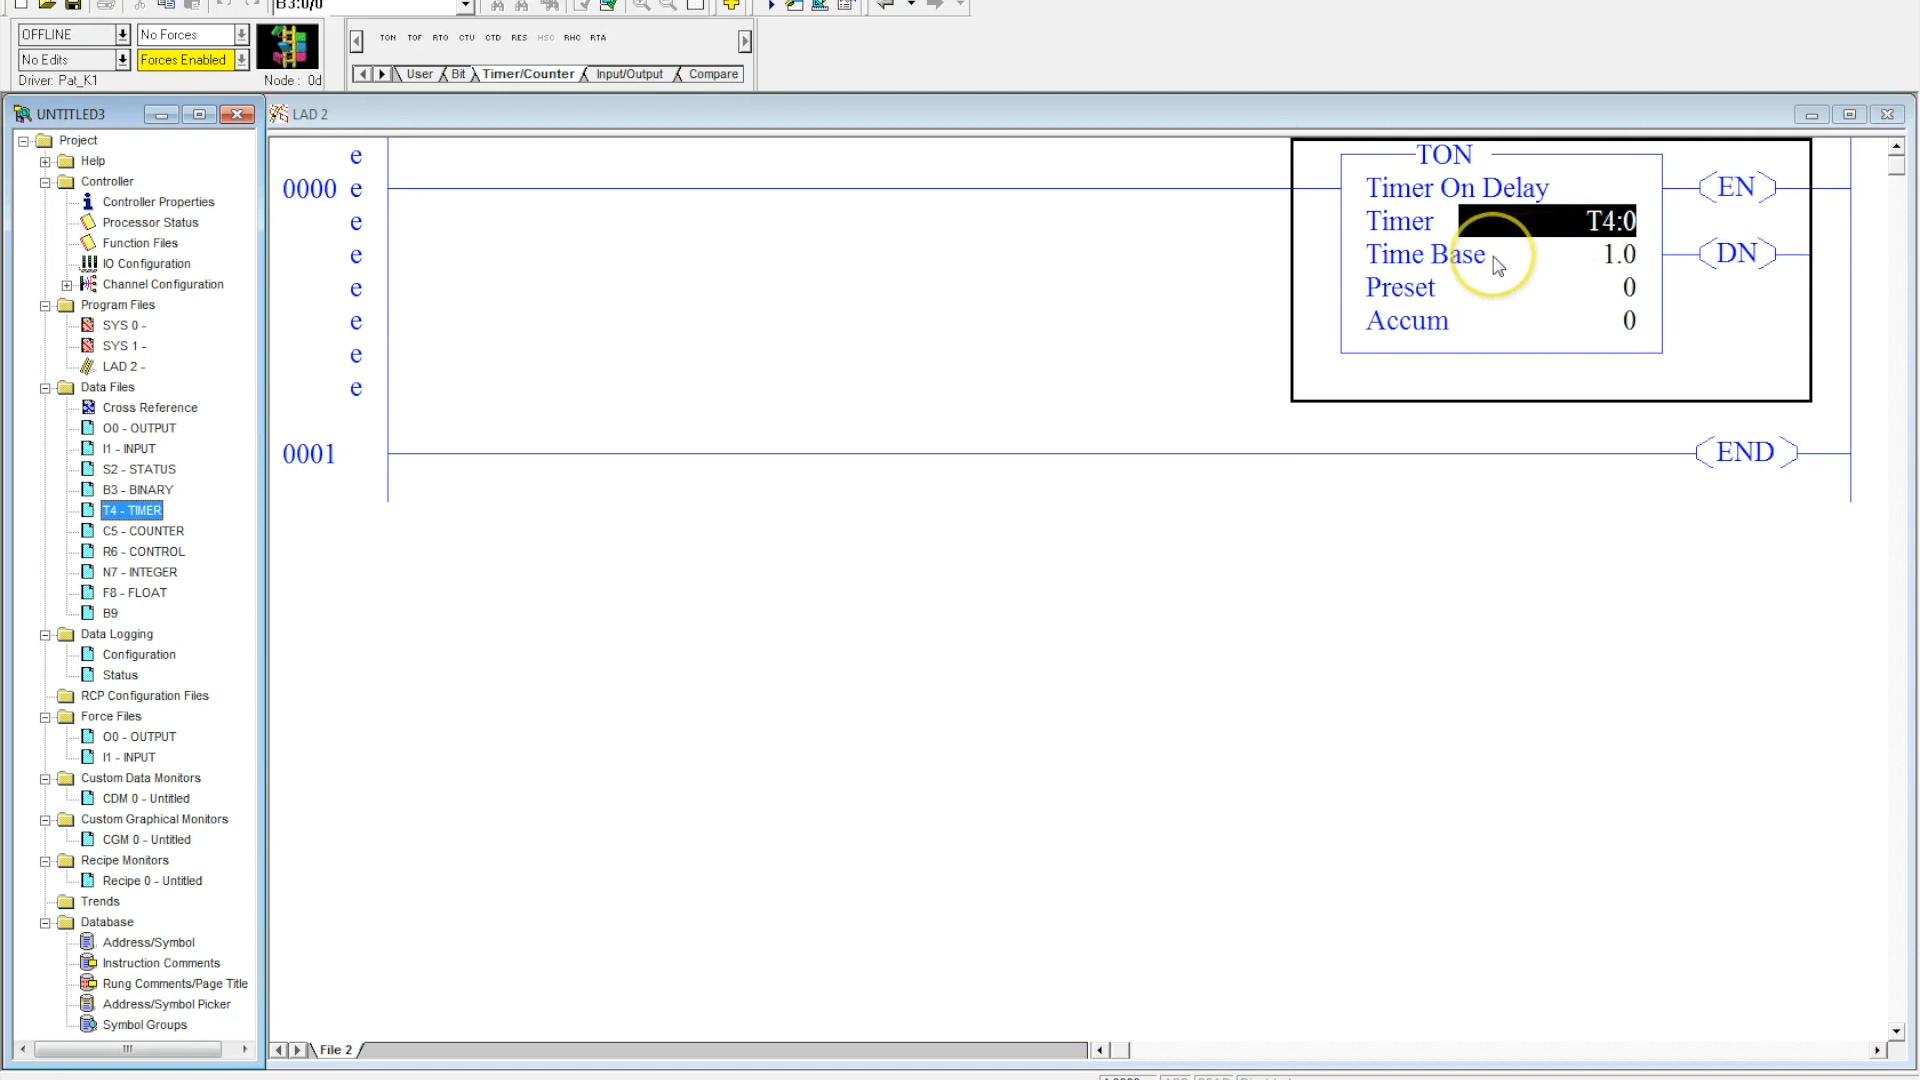 B3:0/0
OFFLINE
No Forces
No Edits
Forces Enabled
Driver: Pat_K1
Node : 0d
TON TOF RTO CTU CTD RES HSC RHC RTA
User Bit Timer/Counter Input/Output Compare
UNTITLED3
Project
Help
Controller
Controller Properties
Processor Status
Function Files
IO Configuration
Channel Configuration
Program Files
SYS 0 -
SYS 1 -
LAD 2 -
Data Files
Cross Reference
O0 - OUTPUT
I1 - INPUT
S2 - STATUS
B3 - BINARY
T4 - TIMER
C5 - COUNTER
R6 - CONTROL
N7 - INTEGER
F8 - FLOAT
B9
Data Logging
Configuration
Status
RCP Configuration Files
Force Files
O0 - OUTPUT
I1 - INPUT
Custom Data Monitors
CDM 0 - Untitled
Custom Graphical Monitors
CGM 0 - Untitled
Recipe Monitors
Recipe 0 - Untitled
Trends
Database
Address/Symbol
Instruction Comments
Rung Comments/Page Title
Address/Symbol Picker
Symbol Groups
LAD 2
e
0000 e
e
e
e
e
e
e
TON
Timer On Delay
Timer T4:0
Time Base 1.0
Preset 0
Accum 0
EN
DN
0001
END
File 2